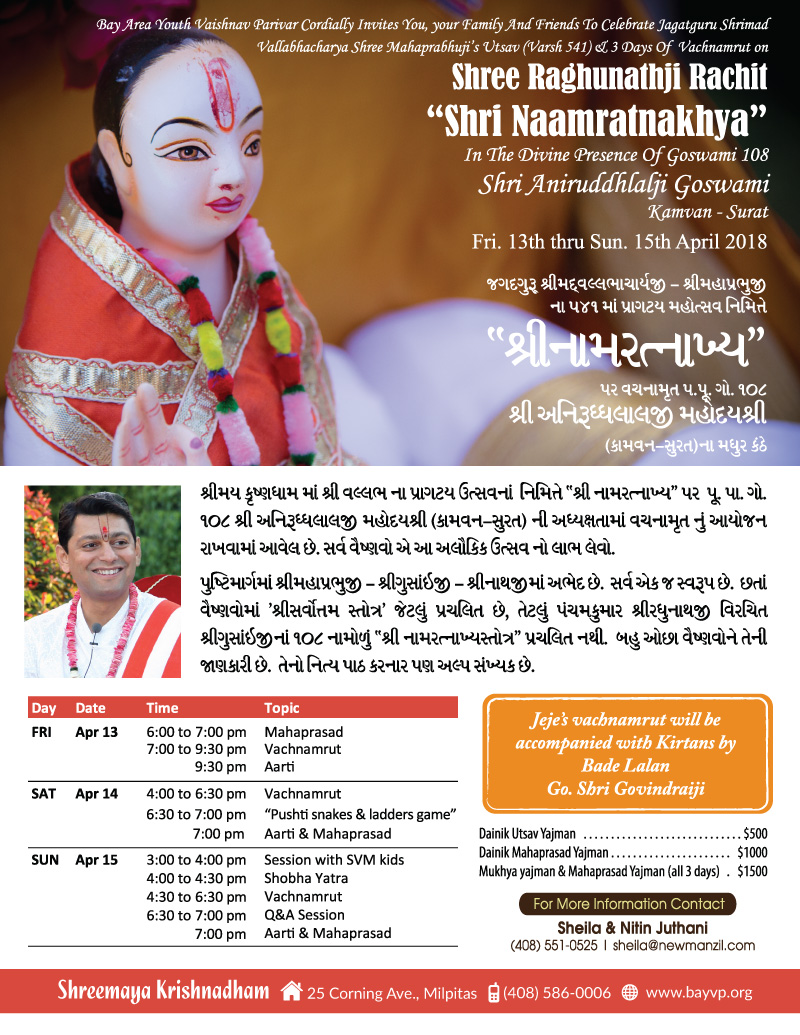 Bay Area Youth Vaishnav Parivar Cordially Invites You, your Family And Friends To Celebrate Jagatguru Shrimad
Vallabhacharya Shree Mahaprabhuji's Utsav (Varsh 541) & 3 Days Of Vachnamrut on
Shree Raghunathji Rachit
“Shri Naamratnakhya”
In The Divine Presence Of Goswami 108
Shri Aniruddhlalji Goswami
Kamvan - Surat
Fri. 13th thru Sun. 15th April 2018
જગદગુરૂ શ્રીમદ્વલ્લભાચાર્યજી – શ્રીમહાપ્રભુજી
ના ૫૪૧ માં પ્રાગટય મહોત્સવ નિમિત્તે
“શ્રીનામરત્નાખ્ય”
પર વચનામૃત પ.પૂ. ગો. ૧૦૮
શ્રી અનિરૂધ્ધલાલજી મહોદયશ્રી
(કામવન–સુરત)ના મધુર કંઠે
શ્રીમય કૃષ્ણધામ માં શ્રી વલ્લભ ના પ્રાગટય ઉત્સવનાં નિમિત્તે “શ્રી નામરત્નાખ્ય” પર પૂ. પા. ગો.
૧૦૮ શ્રી અનિરૂધ્ધલાલજી મહોદયશ્રી (કામવન–સુરત) ની અધ્યક્ષતામાં વચનામૃત નું આયોજન
રાખવામાં આવેલ છે. સર્વ વૈષ્ણવો એ આ અલૌકિક ઉત્સવ નો લાભ લેવો.
પુષ્ટિમાર્ગમાં શ્રીમહાપ્રભુજી – શ્રીગુસાંઈજી – શ્રીનાથજીમાં અભેદ છે. સર્વ એક જ સ્વરૂપ છે. છતાં
વૈષ્ણવોમાં 'શ્રીસર્વોત્તમ સ્તોત્ર' જેટલું પ્રચલિત છે, તેટલું પંચમકુમાર શ્રીરઘુનાથજી વિરચિત
શ્રીગુસાંઈજીનાં ૧૦૮ નામોળું “શ્રી નામરત્નાખ્યસ્તોત્ર” પ્રચલિત નથી. બહુ ઓછા વૈષ્ણવોને તેની
જાણકારી છે. તેનો નિત્ય પાઠ કરનાર પણ અલ્પ સંખ્યક છે.
Day Date Time Topic
FRI Apr 13 6:00 to 7:00 pm Mahaprasad
7:00 to 9:30 pm Vachnamrut
9:30 pm Aarti
SAT Apr 14 4:00 to 6:30 pm Vachnamrut
6:30 to 7:00 pm “Pushti snakes & ladders game”
7:00 pm Aarti & Mahaprasad
SUN Apr 15 3:00 to 4:00 pm Session with SVM kids
4:00 to 4:30 pm Shobha Yatra
4:30 to 6:30 pm Vachnamrut
6:30 to 7:00 pm Q&A Session
7:00 pm Aarti & Mahaprasad
Jeje's vachnamrut will be
accompanied with Kirtans by
Bade Lalan
Go. Shri Govindraiji
Dainik Utsav Yajman ............................ $500
Dainik Mahaprasad Yajman ..................... $1000
Mukhya yajman & Mahaprasad Yajman (all 3 days) . $1500
For More Information Contact
Sheila & Nitin Juthani
(408) 551-0525 | sheila@newmanzil.com
Shreemaya Krishnadham 25 Corning Ave., Milpitas (408) 586-0006 www.bayvp.org